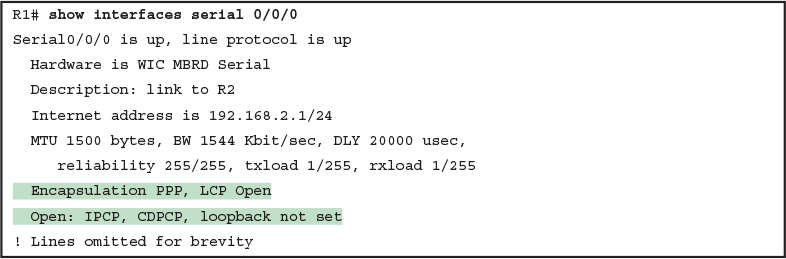 R1# show interfaces serial 0/0/0
Serial0/0/0 is up, line protocol is up
Hardware is WIC MBRD Serial
Description: link to R2
Internet address is 192.168.2.1/24
MTU 1500 bytes, BW 1544 Kbit/sec, DLY 20000 usec,
reliability 255/255, txload 1/255, rxload 1/255
Encapsulation PPP, LCP Open
Open: IPCP, CDPCP, loopback not set
! Lines omitted for brevity